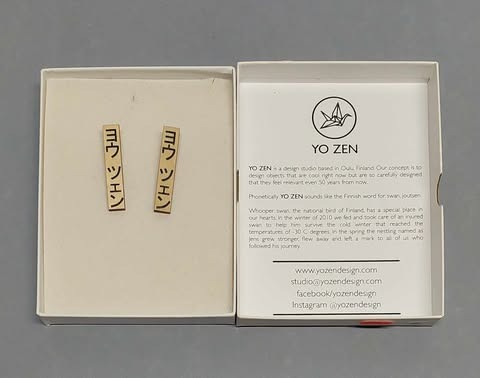 ヨウ ツェン
ヨウ ツェン
YO ZEN
YO ZEN is a design studio based in Oulu, Finland. Our concept is to
design objects that are cool right now but are so carefully designed
that they feel relevant even 50 years from now.
Phonetically YO ZEN sounds like the Finnish word for swan, joutsen.
Whooper swan, the national bird of Finland, has a special place in
our hearts. In the winter of 2010 we fed and took care of an injured
swan to help him survive the cold winter that reached the
temperatures of -30 C degrees. In the spring the nestling named as
Jens grew stronger, flew away and left a mark to all of us who
followed his journey.
www.yozendesign.com
studio@yozendesign.com
facebook/yozendesign
Instagram @yozendesign